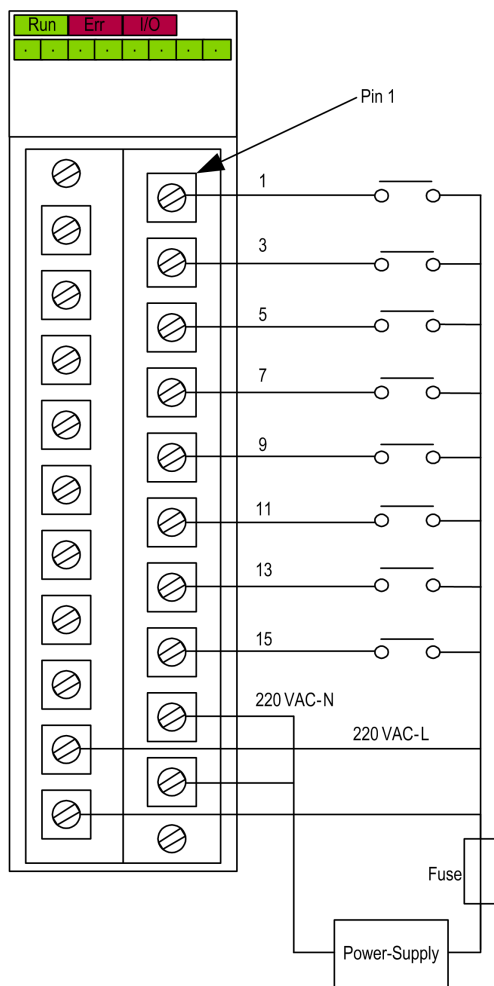 Run Err I/O
Pin 1
1
3
5
7
9
11
13
15
220 VAC-N
220 VAC-L
Fuse
Power-Supply